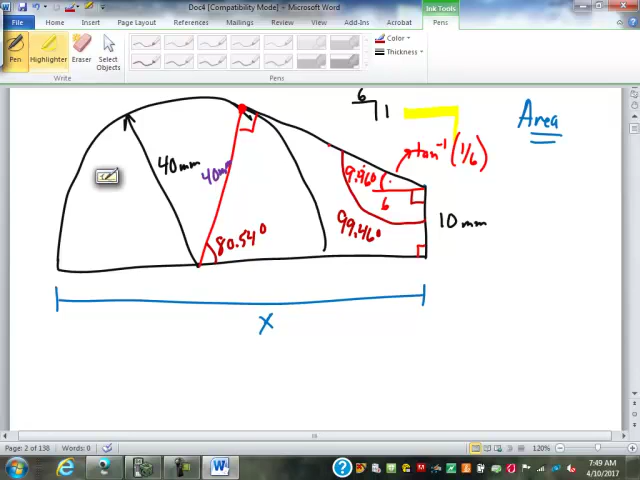 Doc4 [Compatibility Mode] - Microsoft Word
Ink Tools
File
Home
Insert
Page Layout
References
Mailings
Review
View
Acrobat
Pens
Pen
Highlighter
Eraser
Select
Objects
Color
Thickness
Write
Pens
6
1
Area
tan⁻¹ (1/6)
40mm
40mm
9.46°
6
80.54°
99.46°
10mm
x
Page: 2 of 138
Words: 0
120%
7:49 AM
4/10/2017